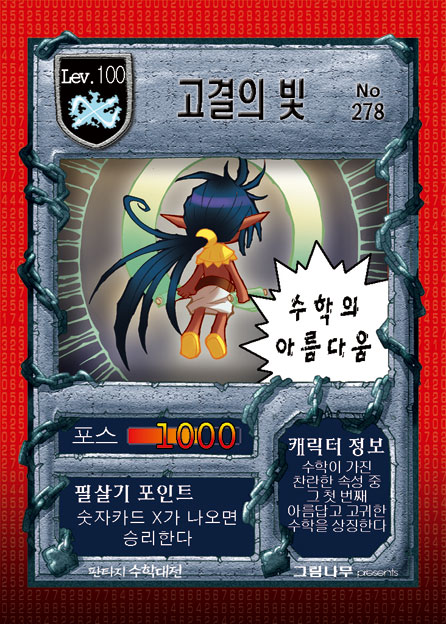 Lev.100
고결의 빛
No
278
수학의
아름다움
포스 1000
필살기 포인트
숫자카드 X가 나오면
승리한다
캐릭터 정보
수학이 가진
찬란한 속성 중
그 첫 번째
아름답고 고귀한
수학을 상징한다
판타지 수학대전
그림나무 presents